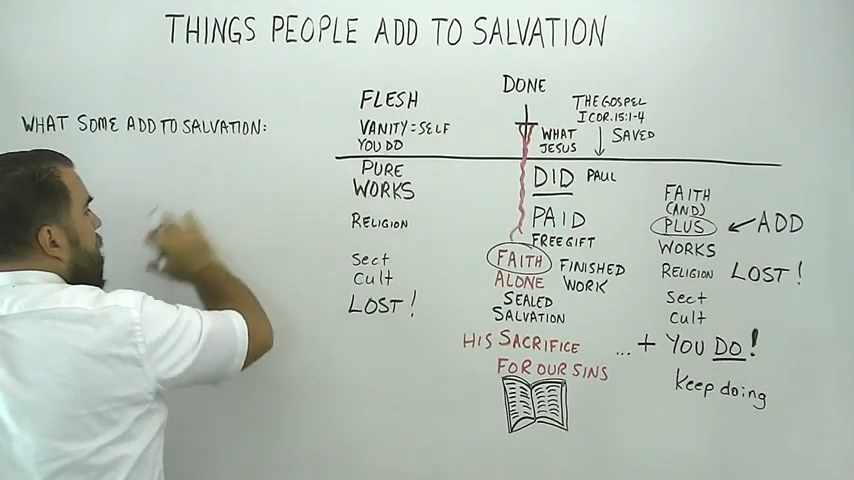 THINGS PEOPLE ADD TO SALVATION
WHAT SOME ADD TO SALVATION:
FLESH
VANITY = SELF
YOU DO
PURE
WORKS
RELIGION
Sect
Cult
LOST!
DONE
THE GOSPEL
I COR. 15:1-4
SAVED
WHAT
JESUS
DID PAUL
PAID
FREE GIFT
FAITH FINISHED
ALONE WORK
SEALED
SALVATION
HIS SACRIFICE
FOR OUR SINS
FAITH
(AND)
PLUS ADD
WORKS
RELIGION LOST!
Sect
Cult
... + YOU DO!
Keep doing